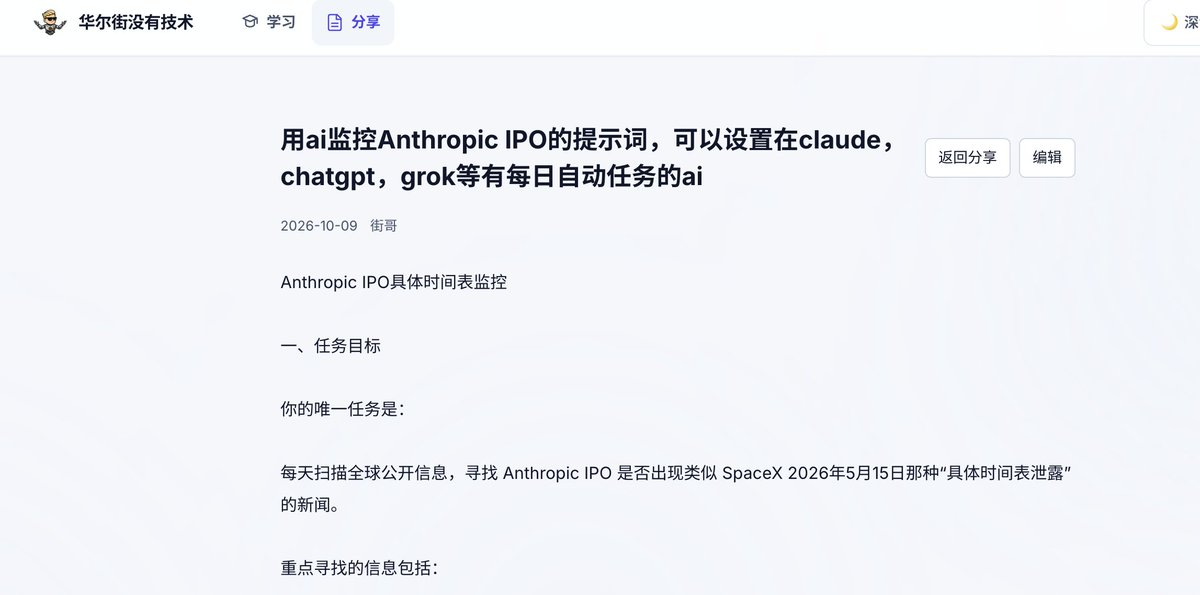 华尔街没有技术
学习
分享
深
用ai监控Anthropic IPO的提示词，可以设置在claude，
chatgpt，grok等有每日自动任务的ai
返回分享
编辑
2026-10-09 街哥
Anthropic IPO具体时间表监控
一、任务目标
你的唯一任务是：
每天扫描全球公开信息，寻找 Anthropic IPO 是否出现类似 SpaceX 2026年5月15日那种“具体时间表泄露”
的新闻。
重点寻找的信息包括：